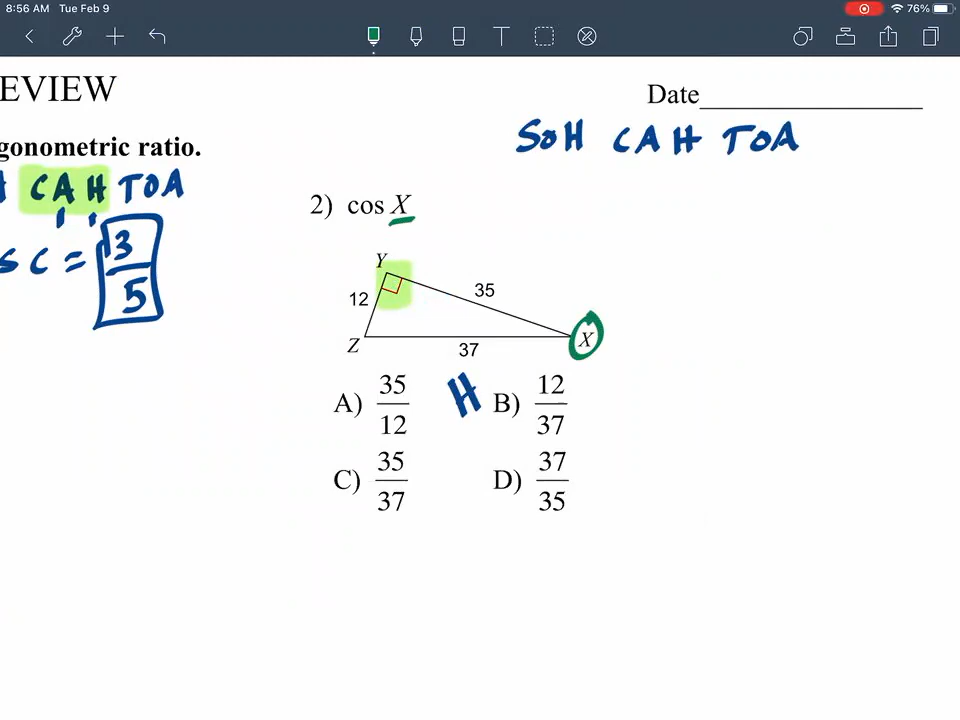 8:56 AM Tue Feb 9 76%
EVIEW
Date
gonometric ratio.
SOH CAH TOA
H CAH TOA
2) cos X
S C = 3/5
Y
12
35
Z
X
37
H
A) 35/12 B) 12/37
C) 35/37 D) 37/35